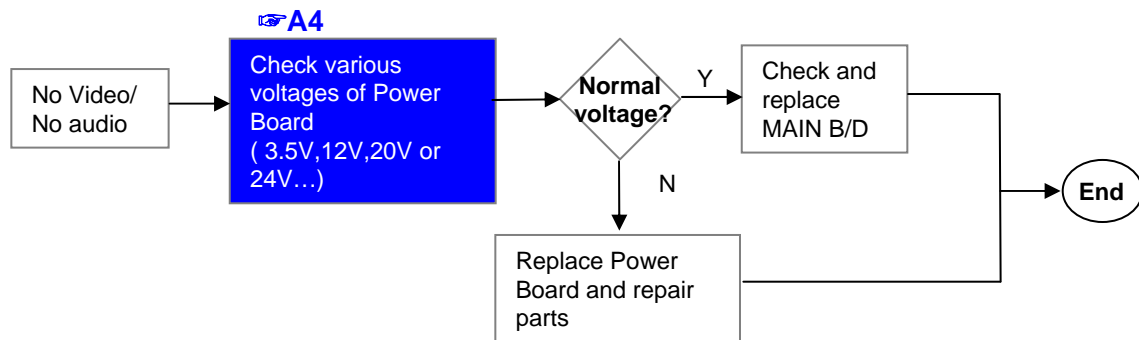 ☞A4
No Video/
No audio
Check various
voltages of Power
Board
( 3.5V,12V,20V or
24V…)
Normal
voltage?
Y
Check and
replace
MAIN B/D
N
Replace Power
Board and repair
parts
End